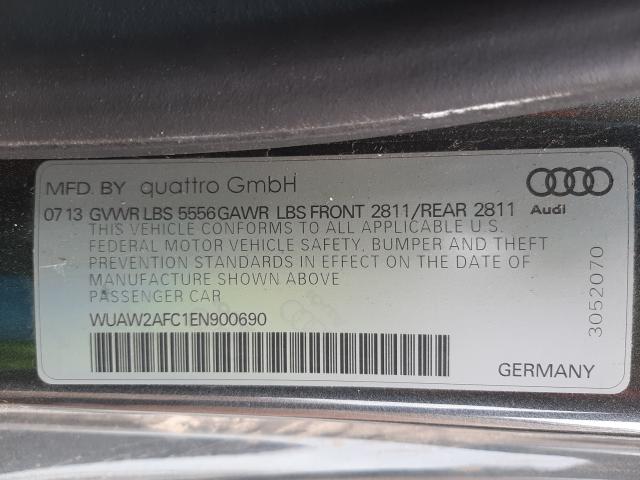 MFD. BY quattro GmbH
Audi
07 13 GVWR LBS 5556 GAWR LBS FRONT 2811/REAR 2811
THIS VEHICLE CONFORMS TO ALL APPLICABLE U.S.
FEDERAL MOTOR VEHICLE SAFETY, BUMPER AND THEFT
PREVENTION STANDARDS IN EFFECT ON THE DATE OF
MANUFACTURE SHOWN ABOVE
PASSENGER CAR
WUAW2AFC1EN900690
GERMANY
3052070